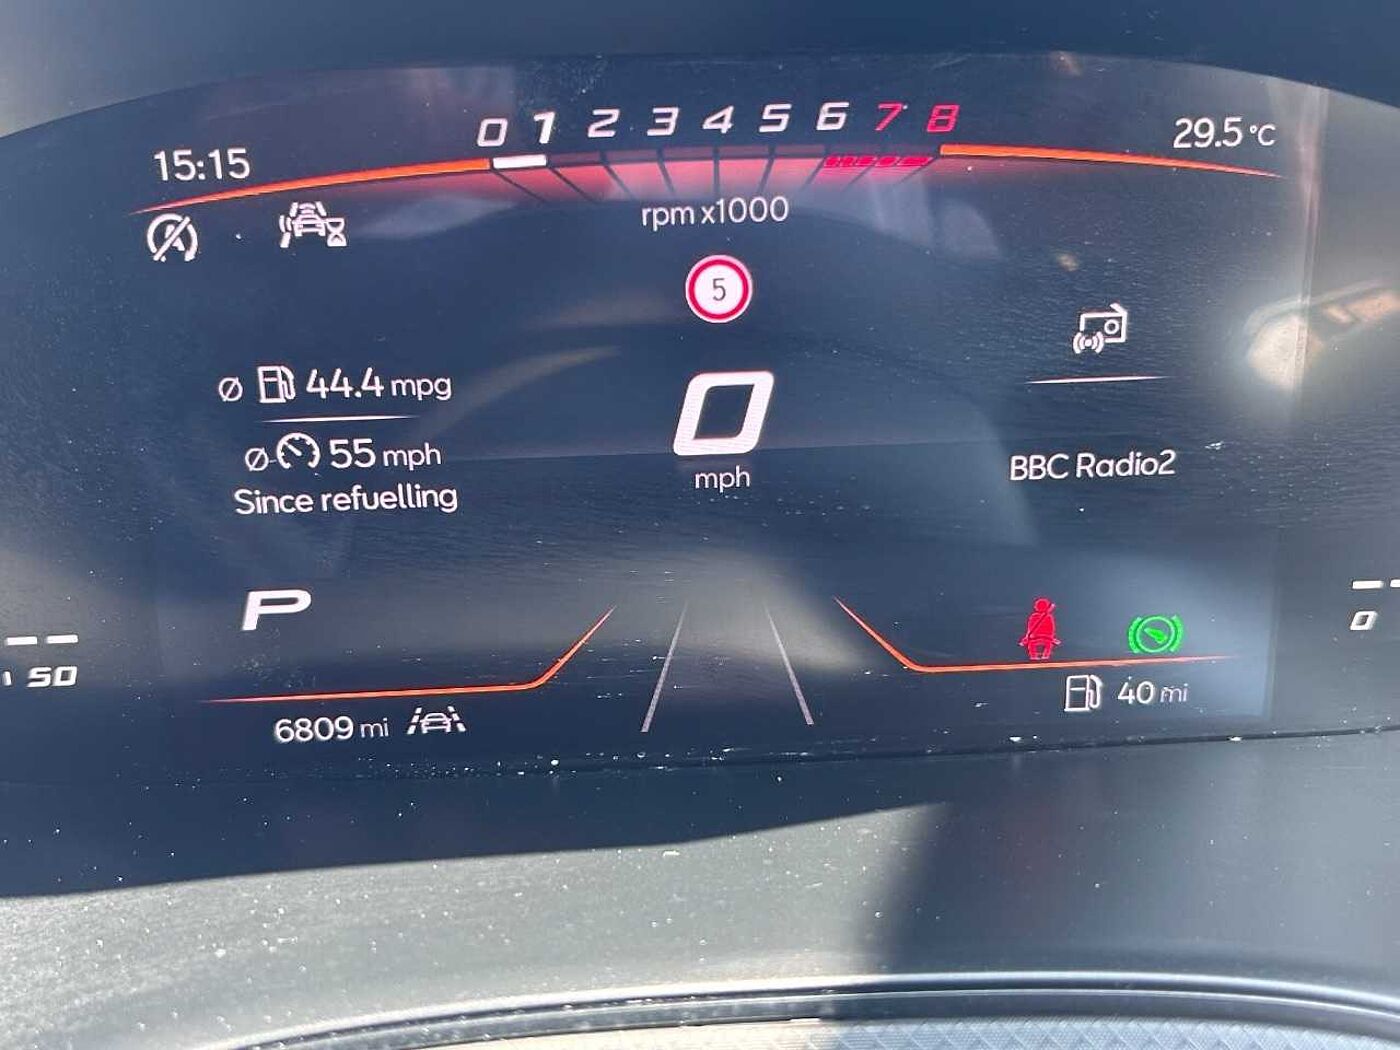 0 1 2 3 4 5 6 7 8
15:15
29.5°C
rpm x1000
5
44.4 mpg
0
55 mph
mph
BBC Radio2
Since refuelling
P
50
0
6809 mi
40 mi